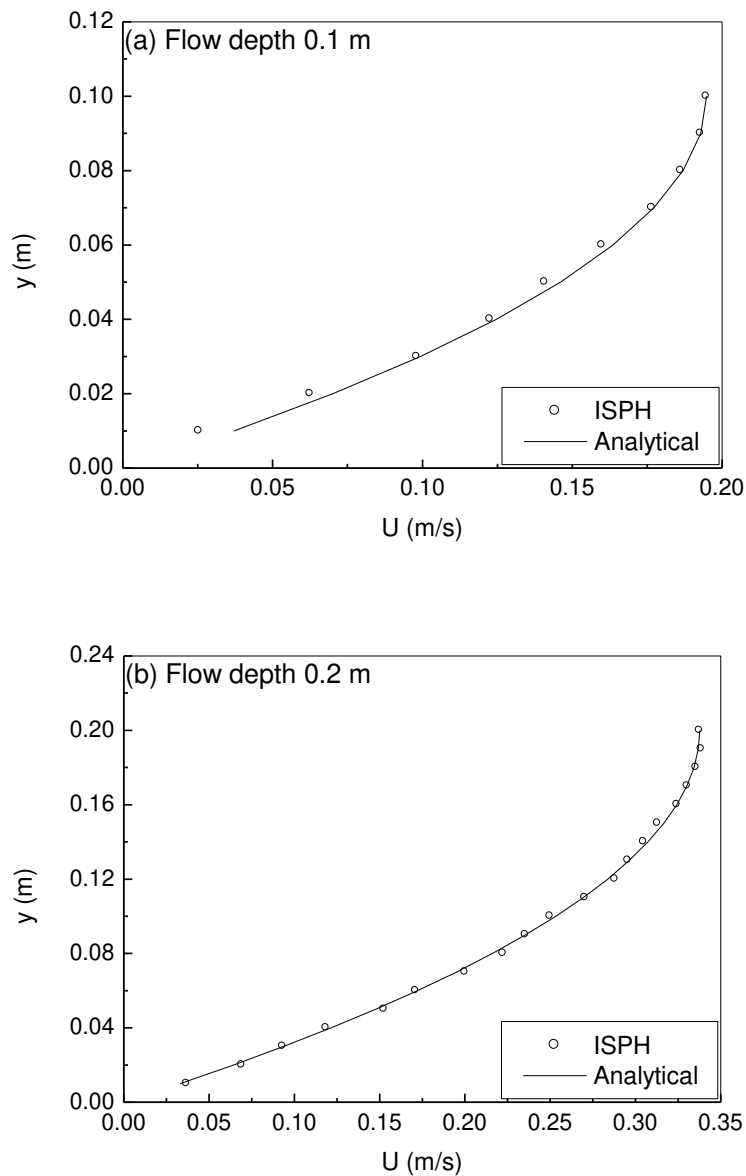 0.12
(a) Flow depth 0.1 m
0.10
0.08
0.06
0.04
0.02
0.00
y (m)
ISPH
Analytical
0.00 0.05 0.10 0.15 0.20
U (m/s)
0.24
(b) Flow depth 0.2 m
0.20
0.16
0.12
0.08
0.04
0.00
y (m)
ISPH
Analytical
0.00 0.05 0.10 0.15 0.20 0.25 0.30 0.35
U (m/s)